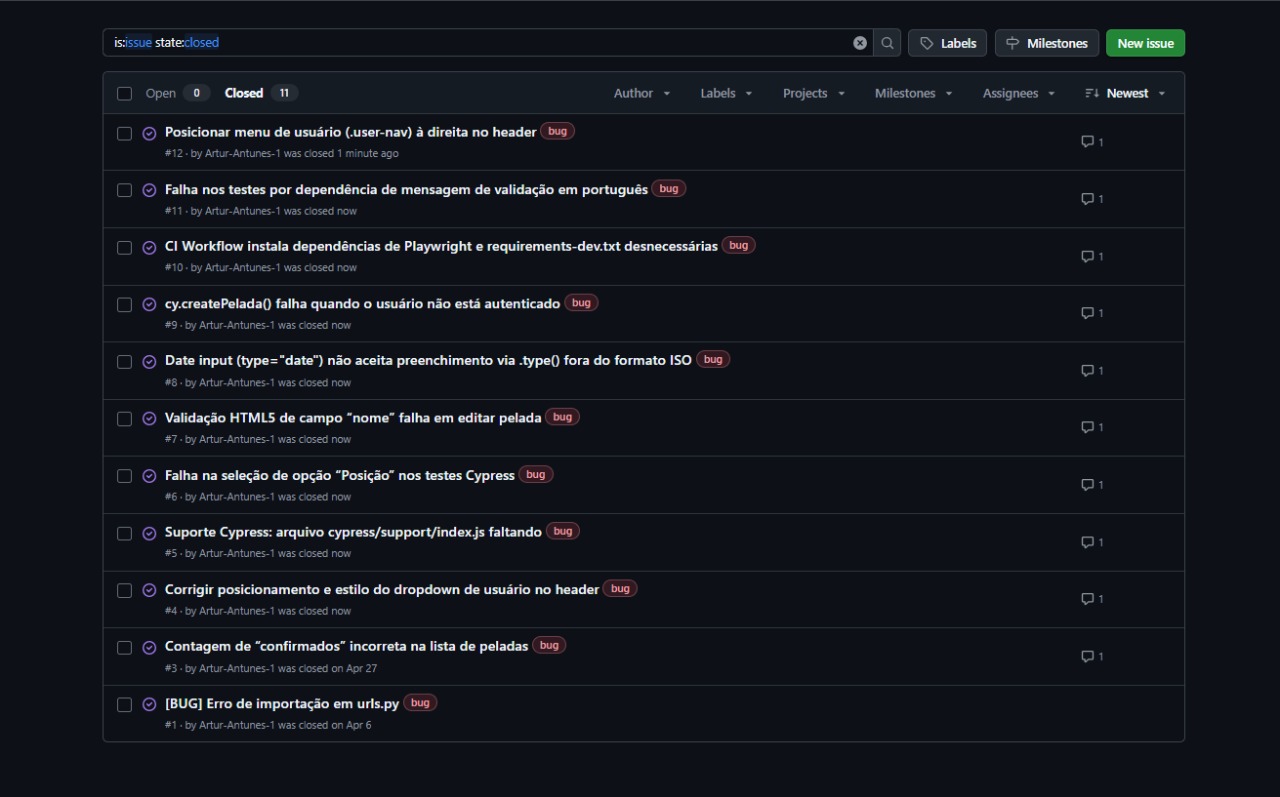 is:issue state:closed
Labels
Milestones
New issue
Open 0 Closed 11 Author Labels Projects Milestones Assignees Newest
Posicionar menu de usuário (.user-nav) à direita no header bug
#12 · by Artur-Antunes-1 was closed 1 minute ago
1
Falha nos testes por dependência de mensagem de validação em português bug
#11 · by Artur-Antunes-1 was closed now
1
CI Workflow instala dependências de Playwright e requirements-dev.txt desnecessárias bug
#10 · by Artur-Antunes-1 was closed now
1
cy.createPelada() falha quando o usuário não está autenticado bug
#9 · by Artur-Antunes-1 was closed now
1
Date input (type="date") não aceita preenchimento via .type() fora do formato ISO bug
#8 · by Artur-Antunes-1 was closed now
1
Validação HTML5 de campo “nome” falha em editar pelada bug
#7 · by Artur-Antunes-1 was closed now
1
Falha na seleção de opção “Posição” nos testes Cypress bug
#6 · by Artur-Antunes-1 was closed now
1
Suporte Cypress: arquivo cypress/support/index.js faltando bug
#5 · by Artur-Antunes-1 was closed now
1
Corrigir posicionamento e estilo do dropdown de usuário no header bug
#4 · by Artur-Antunes-1 was closed now
1
Contagem de “confirmados” incorreta na lista de peladas bug
#3 · by Artur-Antunes-1 was closed on Apr 27
1
[BUG] Erro de importação em urls.py bug
#1 · by Artur-Antunes-1 was closed on Apr 6